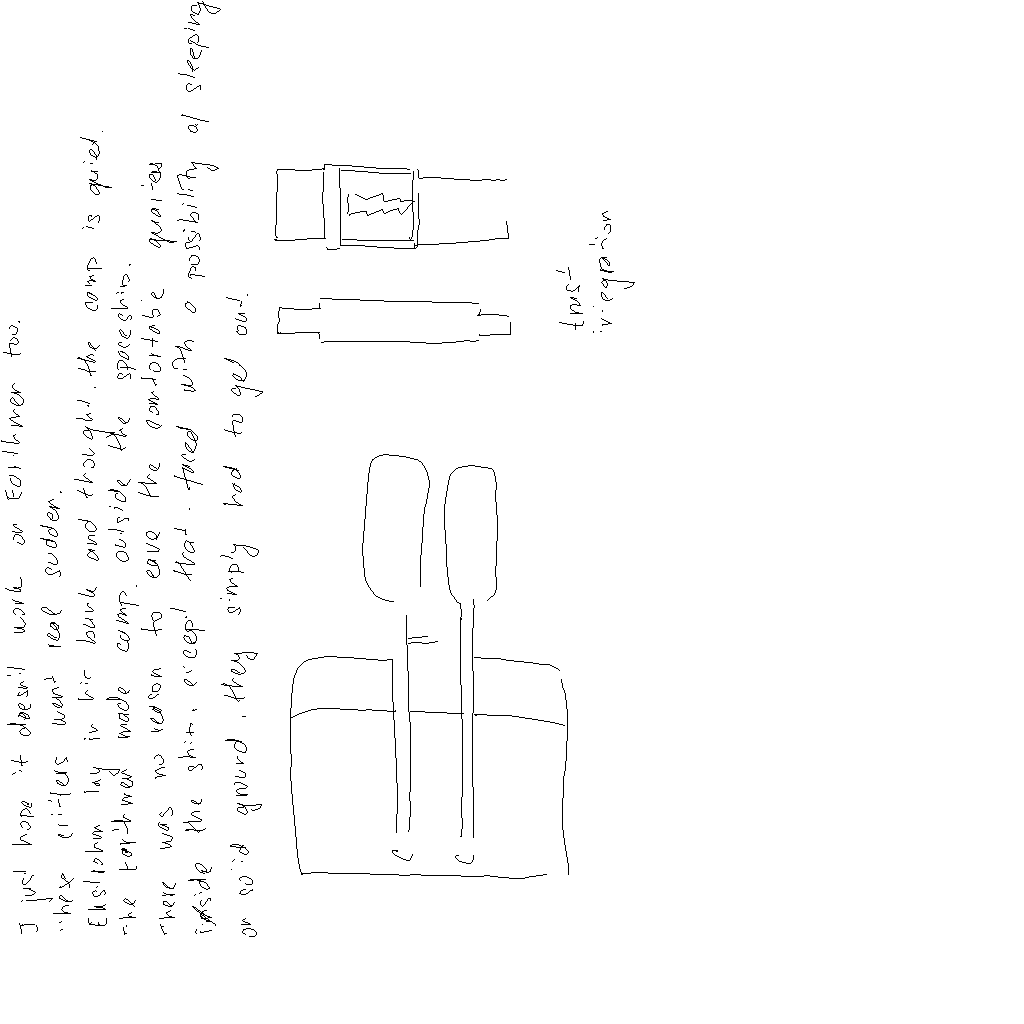 I just hope it doesn't work on Earthmen too.
These critters went real sudden.
Enstrohm lay in his bunk and thought, the camp is quiet.
The Earthmen made camp outside the spaceship.
There was no reason to leave the comfortable quarters
inside the ship, except that, faced with a possibility of sleeping
on solid ground, they simply had to get out.
trust